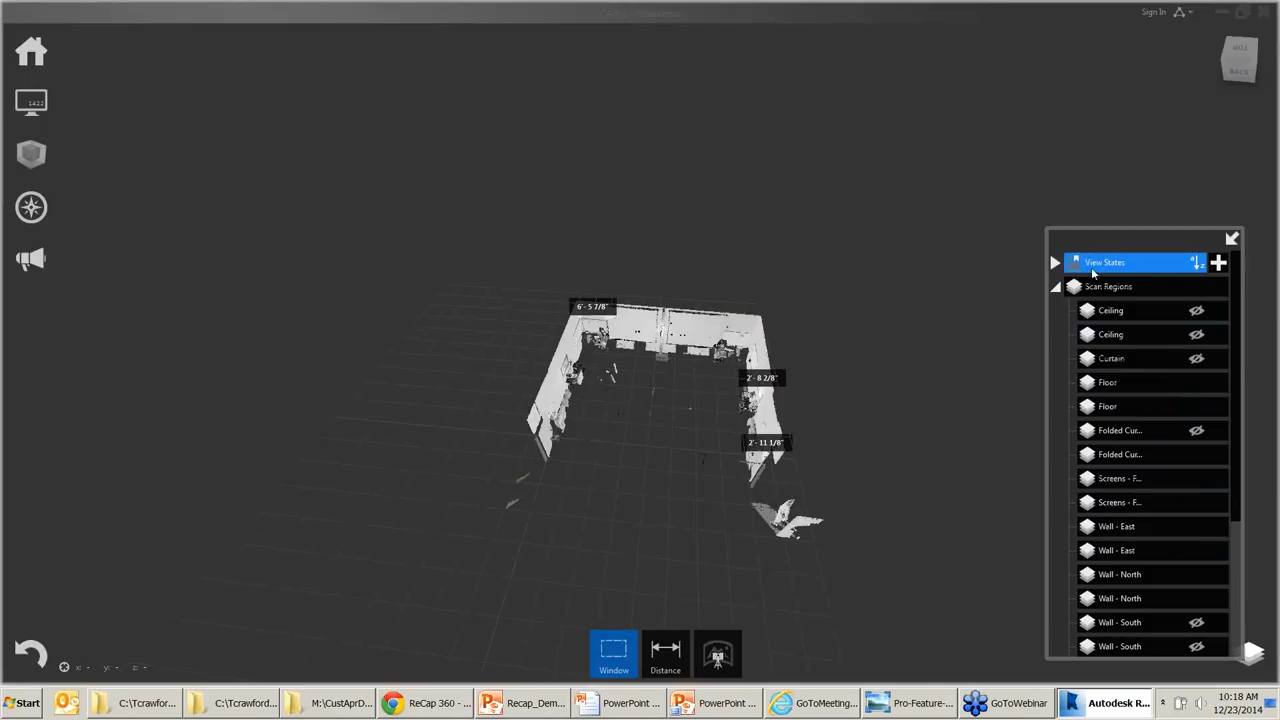 Sign In
TOP
BACK
1422
View States
a
z
Scan Regions
Ceiling
Ceiling
Curtain
Floor
Floor
Folded Cur...
Folded Cur...
Screens - F...
Screens - F...
Wall - East
Wall - East
Wall - North
Wall - North
Wall - South
Wall - South
6'- 5 7/8"
2'- 8 2/8"
2'- 11 1/8"
x: - y: - z: -
Window
Distance
Start
C:\Tcrawfor...
C:\Tcrawford...
M:\CustAprD...
ReCap 360 - ...
Recap_Dem...
PowerPoint ...
PowerPoint ...
GoToMeeting...
Pro-Feature-...
GoToWebinar
Autodesk R...
10:18 AM
12/23/2014